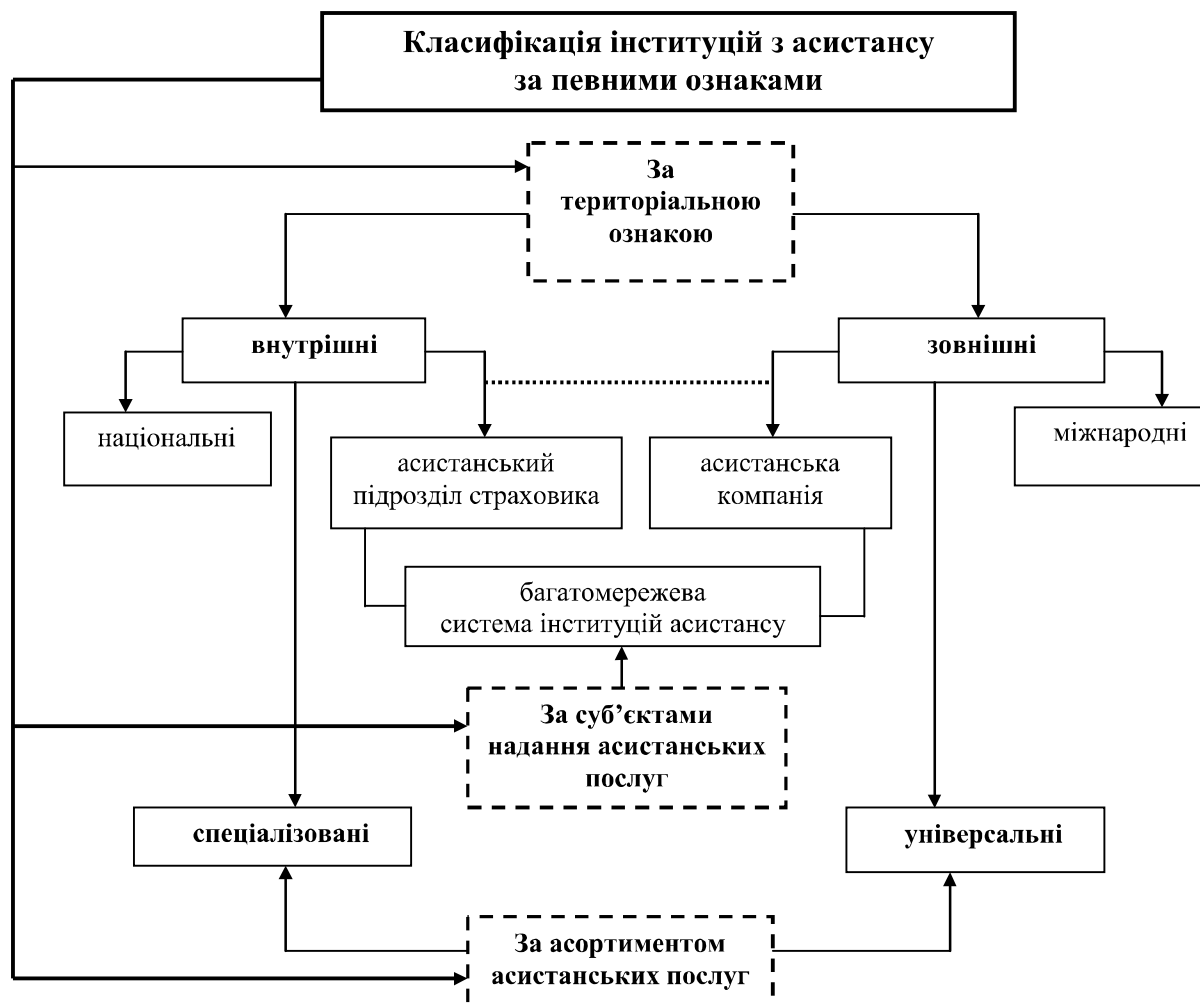 Класифікація інституцій з асистансу
за певними ознаками
За
територіальною
ознакою
внутрішні
зовнішні
національні
міжнародні
асистанський
підрозділ страховика
асистанська
компанія
багатомережева
система інституцій асистансу
За суб’єктами
надання асистанських
послуг
спеціалізовані
універсальні
За асортиментом
асистанських послуг